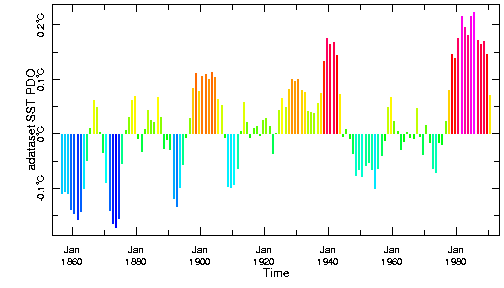 adataset SST PDO
0.2°C
0.1°C
0°C
-0.1°C
Jan
1860
Jan
1880
Jan
1900
Jan
1920
Jan
1940
Jan
1960
Jan
1980
Time